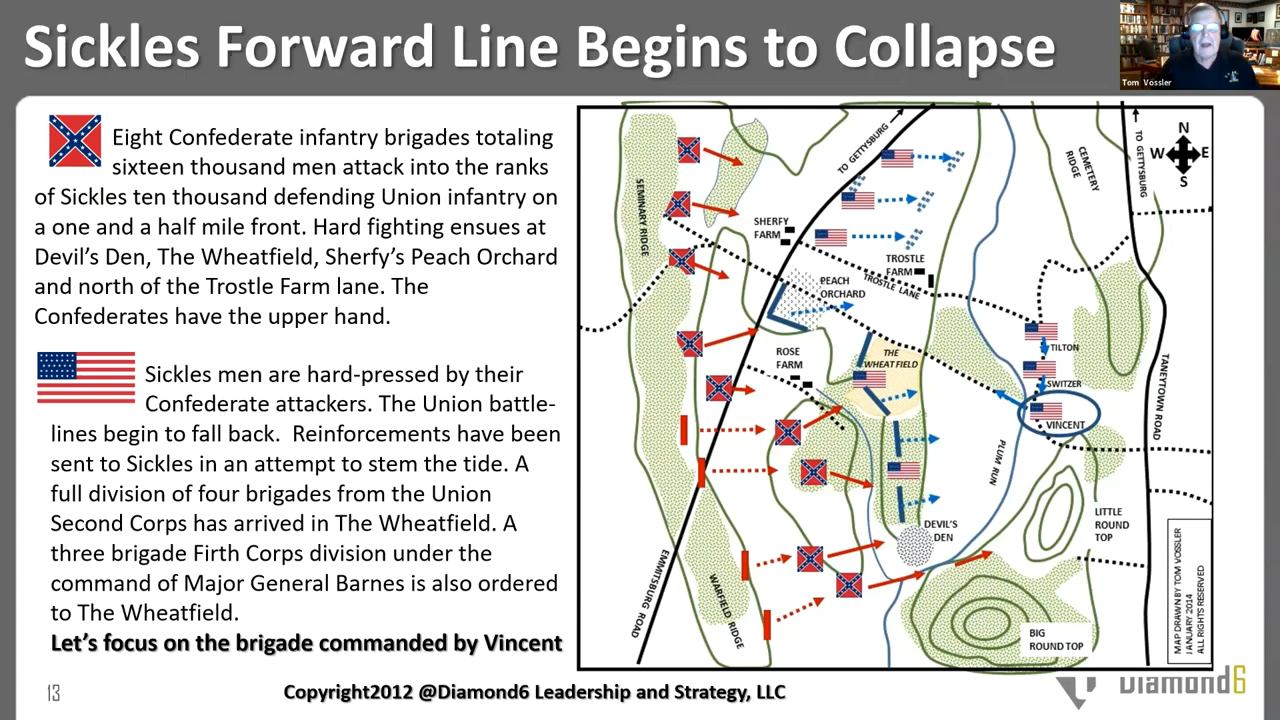 Sickles Forward Line Begins to Collapse
Tom Vossler
Eight Confederate infantry brigades totaling
sixteen thousand men attack into the ranks
of Sickles ten thousand defending Union infantry on
a one and a half mile front. Hard fighting ensues at
Devil's Den, The Wheatfield, Sherfy's Peach Orchard
and north of the Trostle Farm lane. The
Confederates have the upper hand.
Sickles men are hard-pressed by their
Confederate attackers. The Union battle-
lines begin to fall back. Reinforcements have been
sent to Sickles in an attempt to stem the tide. A
full division of four brigades from the Union
Second Corps has arrived in The Wheatfield. A
three brigade Firth Corps division under the
command of Major General Barnes is also ordered
to The Wheatfield.
Let's focus on the brigade commanded by Vincent
TO GETTYSBURG
CEMETERY
RIDGE
TO GETTYSBURG
N
W E
S
SEMINARY RIDGE
SHERFY
FARM
TROSTLE
FARM
TROSTLE LANE
PEACH
ORCHARD
ROSE
FARM
THE
WHEATFIELD
TILTON
SWITZER
VINCENT
TANEYTOWN ROAD
PLUM RUN
DEVIL'S
DEN
LITTLE
ROUND
TOP
EMMITSBURG ROAD
WARFIELD RIDGE
BIG
ROUND TOP
MAP DRAWN BY TOM VOSSLER
JANUARY 2014
ALL RIGHTS RESERVED
13
Copyright2012 @Diamond6 Leadership and Strategy, LLC
Diamond6